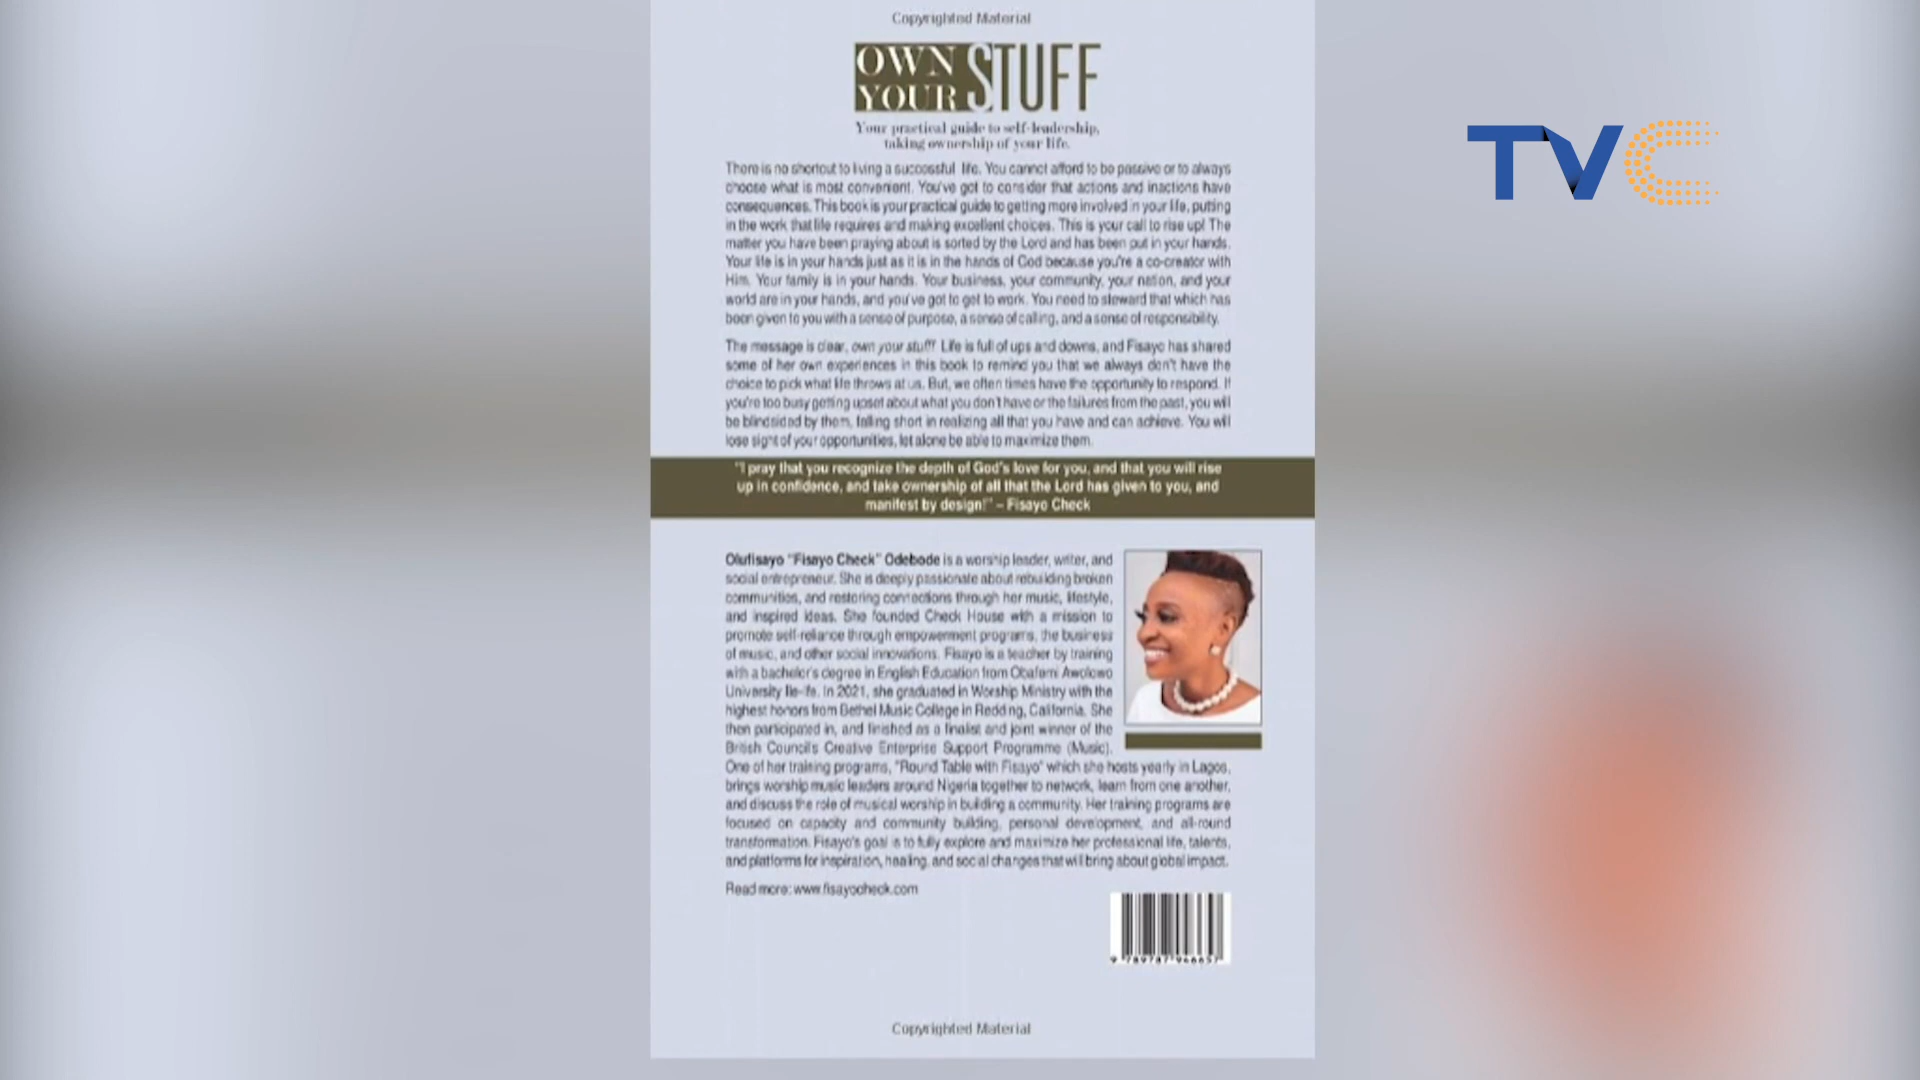 Copyrighted Material
OWN YOUR STUFF
Your practical guide to self-leadership,
taking ownership of your life.
TVC
There is no shortcut to living a successful life. You cannot afford to be passive or to always
choose what is most convenient. You've got to consider that actions and inactions have
consequences. This book is your practical guide to getting more involved in your life, putting
in the work that life requires and making excellent choices. This is your call to rise up! The
matter you have been praying about is sorted by the Lord and has been put in your hands.
Your life is in your hands just as it is in the hands of God because you're a co-creator with
Him. Your family is in your hands. Your business, your community, your nation, and your
world are in your hands, and you've got to get to work. You need to steward that which has
been given to you with a sense of purpose, a sense of calling, and a sense of responsibility.
The message is clear, own your stuff! Life is full of ups and downs, and Fisayo has shared
some of her own experiences in this book to remind you that we always don't have the
choice to pick what life throws at us. But, we often times have the opportunity to respond. If
you're too busy getting upset about what you don't have or the failures from the past, you will
be blindsided by them, falling short in realizing all that you have and can achieve. You will
lose sight of your opportunities, let alone be able to maximize them.
"I pray that you recognize the depth of God's love for you, and that you will rise
up in confidence, and take ownership of all that the Lord has given to you, and
manifest by design!" – Fisayo Check
Olufisayo "Fisayo Check" Odebode is a worship leader, writer, and
social entrepreneur. She is deeply passionate about rebuilding broken
communities, and restoring connections through her music, lifestyle,
and inspired ideas. She founded Check House with a mission to
promote self-reliance through empowerment programs, the business
of music, and other social innovations. Fisayo is a teacher by training
with a bachelor's degree in English Education from Obafemi Awolowo
University Ile-Ife. In 2021, she graduated in Worship Ministry with the
highest honors from Bethel Music College in Redding, California. She
then participated in, and finished as a finalist and joint winner of the
British Council's Creative Enterprise Support Programme (Music).
One of her training programs, "Round Table with Fisayo" which she hosts yearly in Lagos,
brings worship music leaders around Nigeria together to network, learn from one another,
and discuss the role of musical worship in building a community. Her training programs are
focused on capacity and community building, personal development, and all-round
transformation. Fisayo's goal is to fully explore and maximize her professional life, talents,
and platforms for inspiration, healing, and social changes that will bring about global impact.
Read more: www.fisayocheck.com
Copyrighted Material